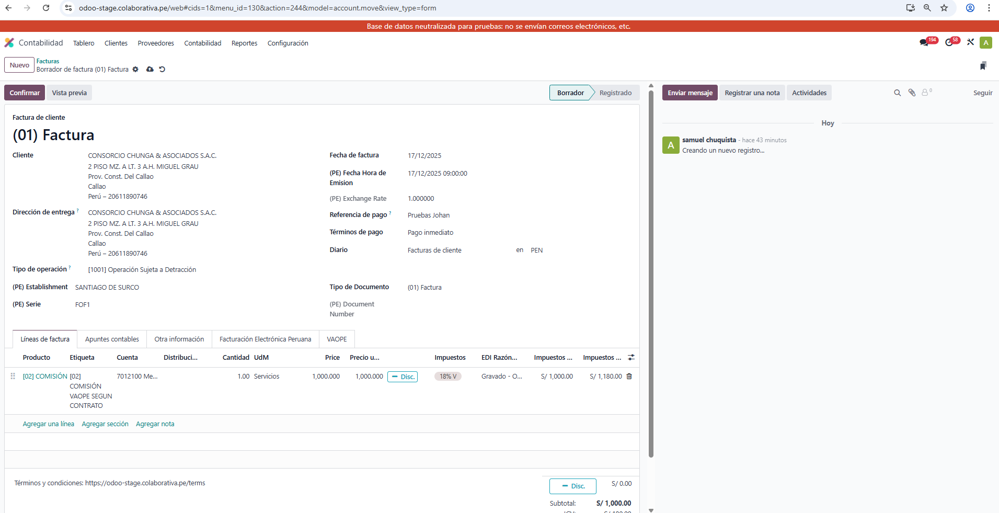 odoo-stage.colaborativa.pe/web#cids=1&menu_id=130&action=244&model=account.move&view_type=form
Base de datos neutralizada para pruebas: no se envían correos electrónicos, etc.
Contabilidad Tablero Clientes Proveedores Contabilidad Reportes Configuración 194 58 A
Nuevo Facturas
Borrador de factura (01) Factura
Confirmar Vista previa Borrador Registrado
Enviar mensaje Registrar una nota Actividades 0 Seguir
Hoy
A samuel chuquista - hace 43 minutos
Creando un nuevo registro...
Factura de cliente
(01) Factura
Cliente CONSORCIO CHUNGA & ASOCIADOS S.A.C.
2 PISO MZ. A LT. 3 A.H. MIGUEL GRAU
Prov. Const. Del Callao
Callao
Perú – 20611890746
Dirección de entrega ? CONSORCIO CHUNGA & ASOCIADOS S.A.C.
2 PISO MZ. A LT. 3 A.H. MIGUEL GRAU
Prov. Const. Del Callao
Callao
Perú – 20611890746
Tipo de operación ? [1001] Operación Sujeta a Detracción
Fecha de factura 17/12/2025
(PE) Fecha Hora de
Emision 17/12/2025 09:00:00
(PE) Exchange Rate 1.000000
Referencia de pago ? Pruebas Johan
Términos de pago Pago inmediato
Diario Facturas de cliente en PEN
(PE) Establishment SANTIAGO DE SURCO
(PE) Serie FOF1
Tipo de Documento (01) Factura
(PE) Document
Number
Líneas de factura Apuntes contables Otra información Facturación Electrónica Peruana VAOPE
Producto Etiqueta Cuenta Distribuci... Cantidad UdM Price Precio u... Impuestos EDI Razón... Impuestos ... Impuestos ...
[02] COMISIÓN [02] 7012100 Me... 1.00 Servicios 1,000.000 1,000.000 Disc. 18% V Gravado - O... S/ 1,000.00 S/ 1,180.00
COMISIÓN
VAOPE SEGUN
CONTRATO
Agregar una línea Agregar sección Agregar nota
Términos y condiciones: https://odoo-stage.colaborativa.pe/terms
Disc. S/ 0.00
Subtotal: S/ 1,000.00